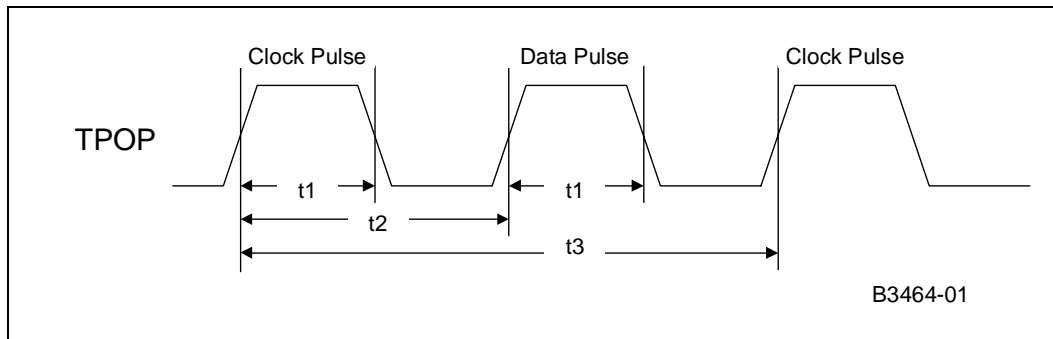 Clock Pulse Data Pulse Clock Pulse
TPOP
t1 t1
t2
t3
B3464-01